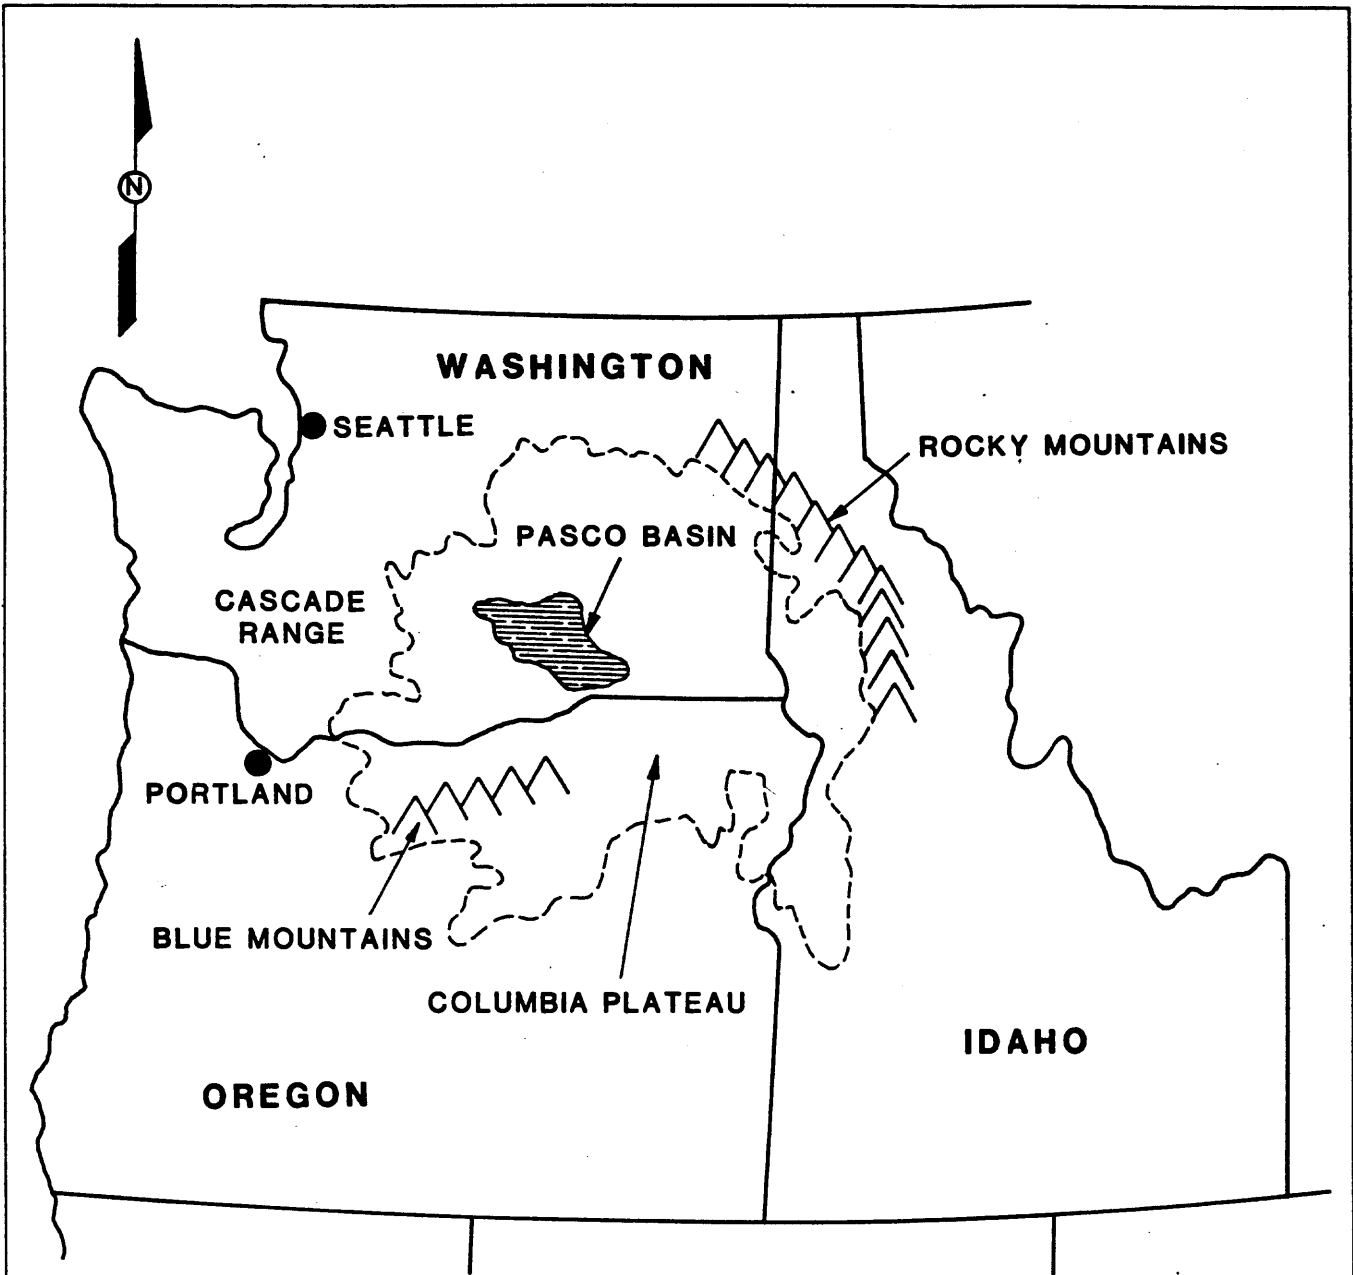 N
WASHINGTON
SEATTLE
ROCKY MOUNTAINS
PASCO BASIN
CASCADE
RANGE
PORTLAND
BLUE MOUNTAINS
COLUMBIA PLATEAU
IDAHO
OREGON